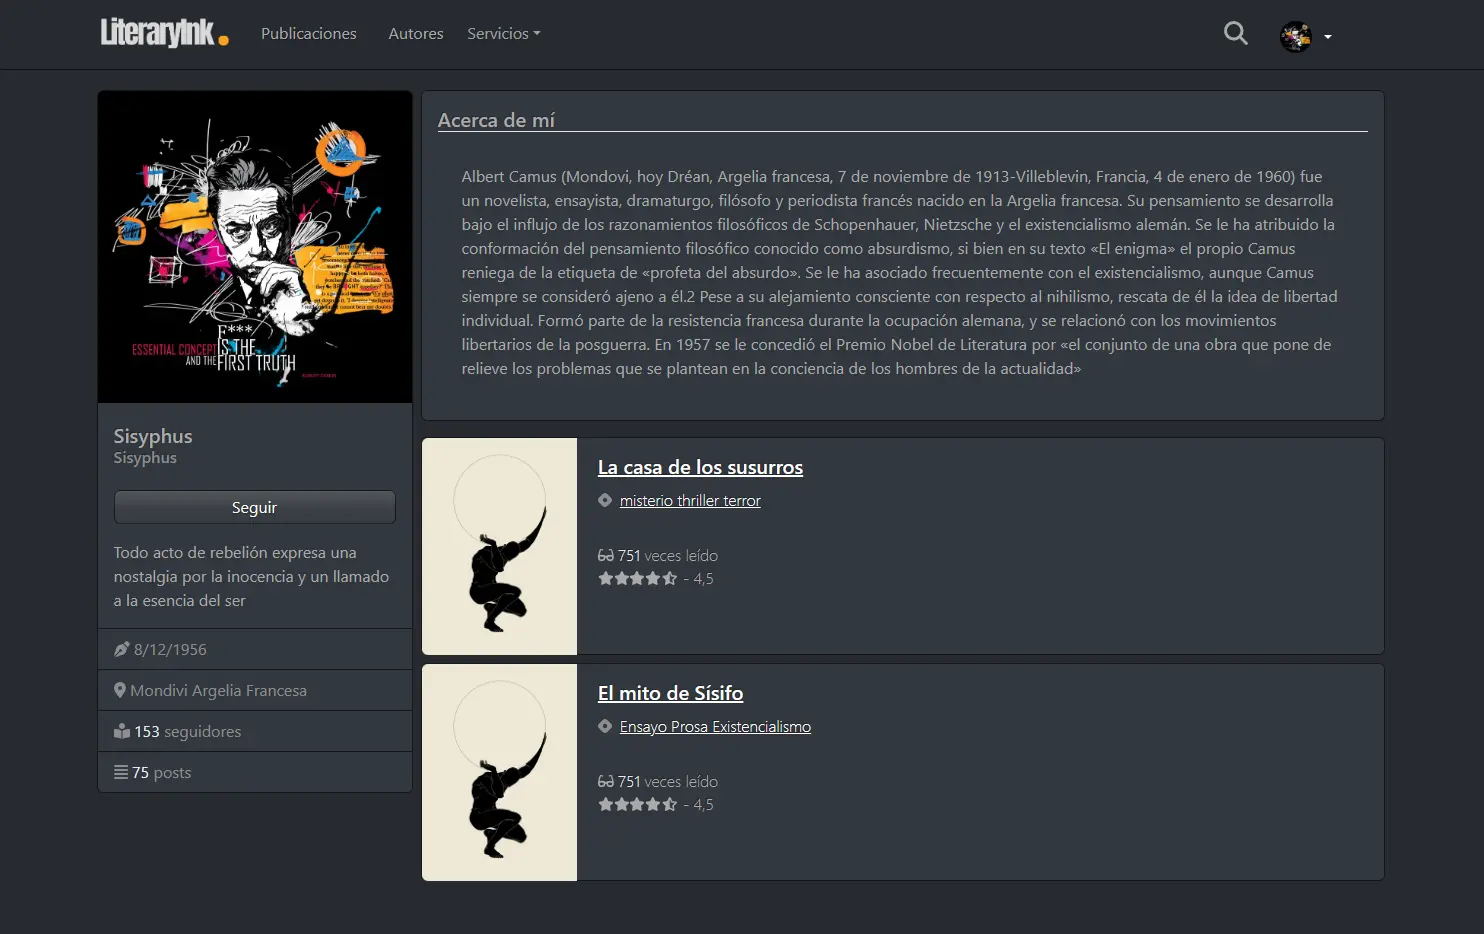 LiteraryInk.
Publicaciones
Autores
Servicios
ESSENTIAL CONCEPT
F***
IS THE
AND THE
FIRST TRUTH
Sisyphus
Sisyphus
Seguir
Todo acto de rebelión expresa una
nostalgia por la inocencia y un llamado
a la esencia del ser
8/12/1956
Mondivi Argelia Francesa
153 seguidores
75 posts
Acerca de mí
Albert Camus (Mondovi, hoy Dréan, Argelia francesa, 7 de noviembre de 1913-Villeblevin, Francia, 4 de enero de 1960) fue
un novelista, ensayista, dramaturgo, filósofo y periodista francés nacido en la Argelia francesa. Su pensamiento se desarrolla
bajo el influjo de los razonamientos filosóficos de Schopenhauer, Nietzsche y el existencialismo alemán. Se le ha atribuido la
conformación del pensamiento filosófico conocido como absurdismo, si bien en su texto «El enigma» el propio Camus
reniega de la etiqueta de «profeta del absurdo». Se le ha asociado frecuentemente con el existencialismo, aunque Camus
siempre se consideró ajeno a él.2 Pese a su alejamiento consciente con respecto al nihilismo, rescata de él la idea de libertad
individual. Formó parte de la resistencia francesa durante la ocupación alemana, y se relacionó con los movimientos
libertarios de la posguerra. En 1957 se le concedió el Premio Nobel de Literatura por «el conjunto de una obra que pone de
relieve los problemas que se plantean en la conciencia de los hombres de la actualidad»
La casa de los susurros
misterio thriller terror
751 veces leído
- 4,5
El mito de Sísifo
Ensayo Prosa Existencialismo
751 veces leído
- 4,5